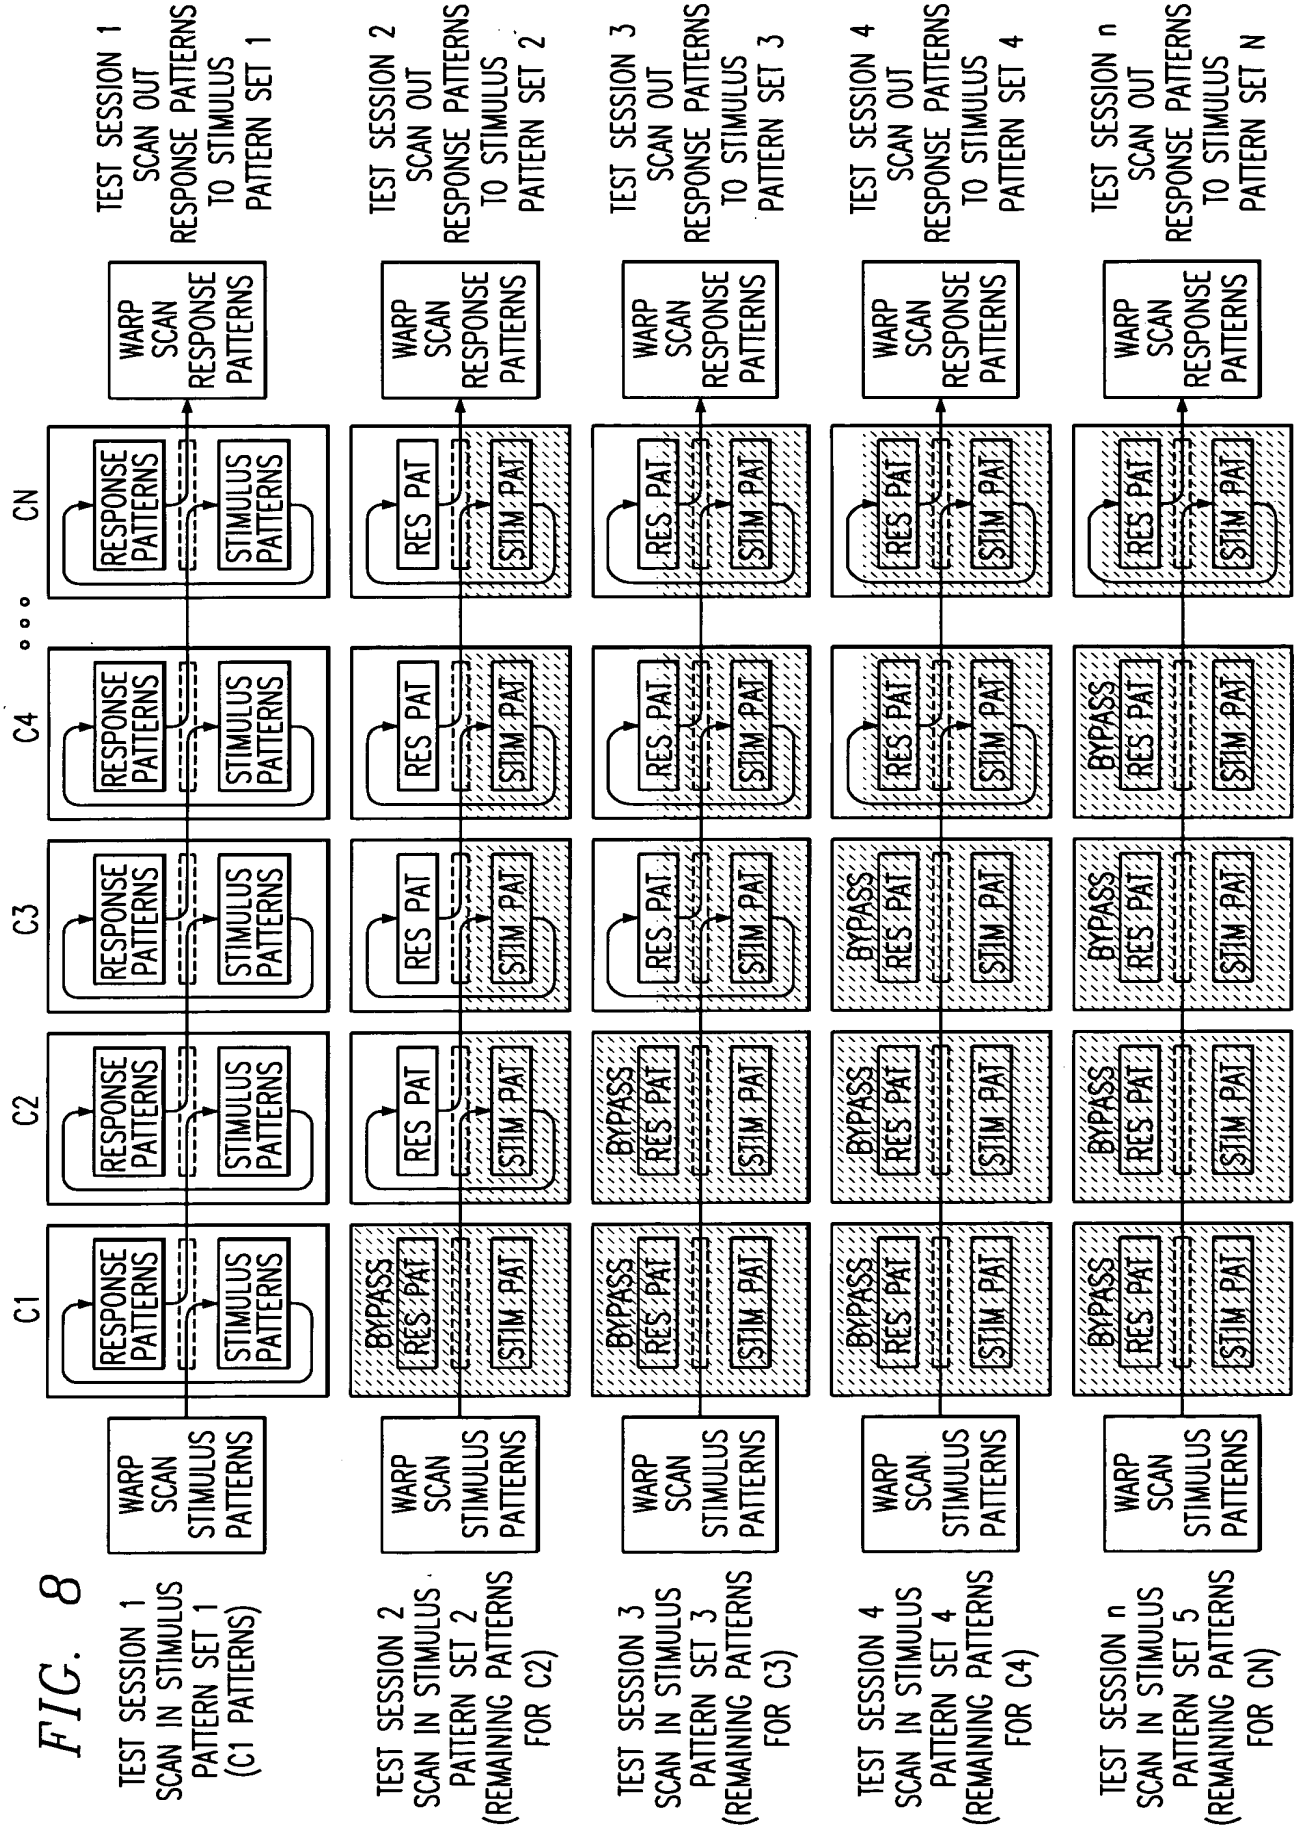 FIG. 8
C1
C2
C3
C4
CN
TEST SESSION 1
SCAN IN STIMULUS
PATTERN SET 1
(C1 PATTERNS)
WARP
SCAN
STIMULUS
PATTERNS
RESPONSE
PATTERNS
STIMULUS
PATTERNS
RESPONSE
PATTERNS
STIMULUS
PATTERNS
RESPONSE
PATTERNS
STIMULUS
PATTERNS
RESPONSE
PATTERNS
STIMULUS
PATTERNS
RESPONSE
PATTERNS
STIMULUS
PATTERNS
WARP
SCAN
RESPONSE
PATTERNS
TEST SESSION 1
SCAN OUT
RESPONSE PATTERNS
TO STIMULUS
PATTERN SET 1
TEST SESSION 2
SCAN IN STIMULUS
PATTERN SET 2
(REMAINING PATTERNS
FOR C2)
WARP
SCAN
STIMULUS
PATTERNS
BYPASS
RES PAT
STIM PAT
RES PAT
STIM PAT
RES PAT
STIM PAT
RES PAT
STIM PAT
RES PAT
STIM PAT
WARP
SCAN
RESPONSE
PATTERNS
TEST SESSION 2
SCAN OUT
RESPONSE PATTERNS
TO STIMULUS
PATTERN SET 2
TEST SESSION 3
SCAN IN STIMULUS
PATTERN SET 3
(REMAINING PATTERNS
FOR C3)
WARP
SCAN
STIMULUS
PATTERNS
BYPASS
RES PAT
STIM PAT
BYPASS
RES PAT
STIM PAT
RES PAT
STIM PAT
RES PAT
STIM PAT
RES PAT
STIM PAT
WARP
SCAN
RESPONSE
PATTERNS
TEST SESSION 3
SCAN OUT
RESPONSE PATTERNS
TO STIMULUS
PATTERN SET 3
TEST SESSION 4
SCAN IN STIMULUS
PATTERN SET 4
(REMAINING PATTERNS
FOR C4)
WARP
SCAN
STIMULUS
PATTERNS
BYPASS
RES PAT
STIM PAT
BYPASS
RES PAT
STIM PAT
BYPASS
RES PAT
STIM PAT
RES PAT
STIM PAT
RES PAT
STIM PAT
WARP
SCAN
RESPONSE
PATTERNS
TEST SESSION 4
SCAN OUT
RESPONSE PATTERNS
TO STIMULUS
PATTERN SET 4
TEST SESSION n
SCAN IN STIMULUS
PATTERN SET 5
(REMAINING PATTERNS
FOR CN)
WARP
SCAN
STIMULUS
PATTERNS
BYPASS
RES PAT
STIM PAT
BYPASS
RES PAT
STIM PAT
BYPASS
RES PAT
STIM PAT
BYPASS
RES PAT
STIM PAT
RES PAT
STIM PAT
WARP
SCAN
RESPONSE
PATTERNS
TEST SESSION n
SCAN OUT
RESPONSE PATTERNS
TO STIMULUS
PATTERN SET N